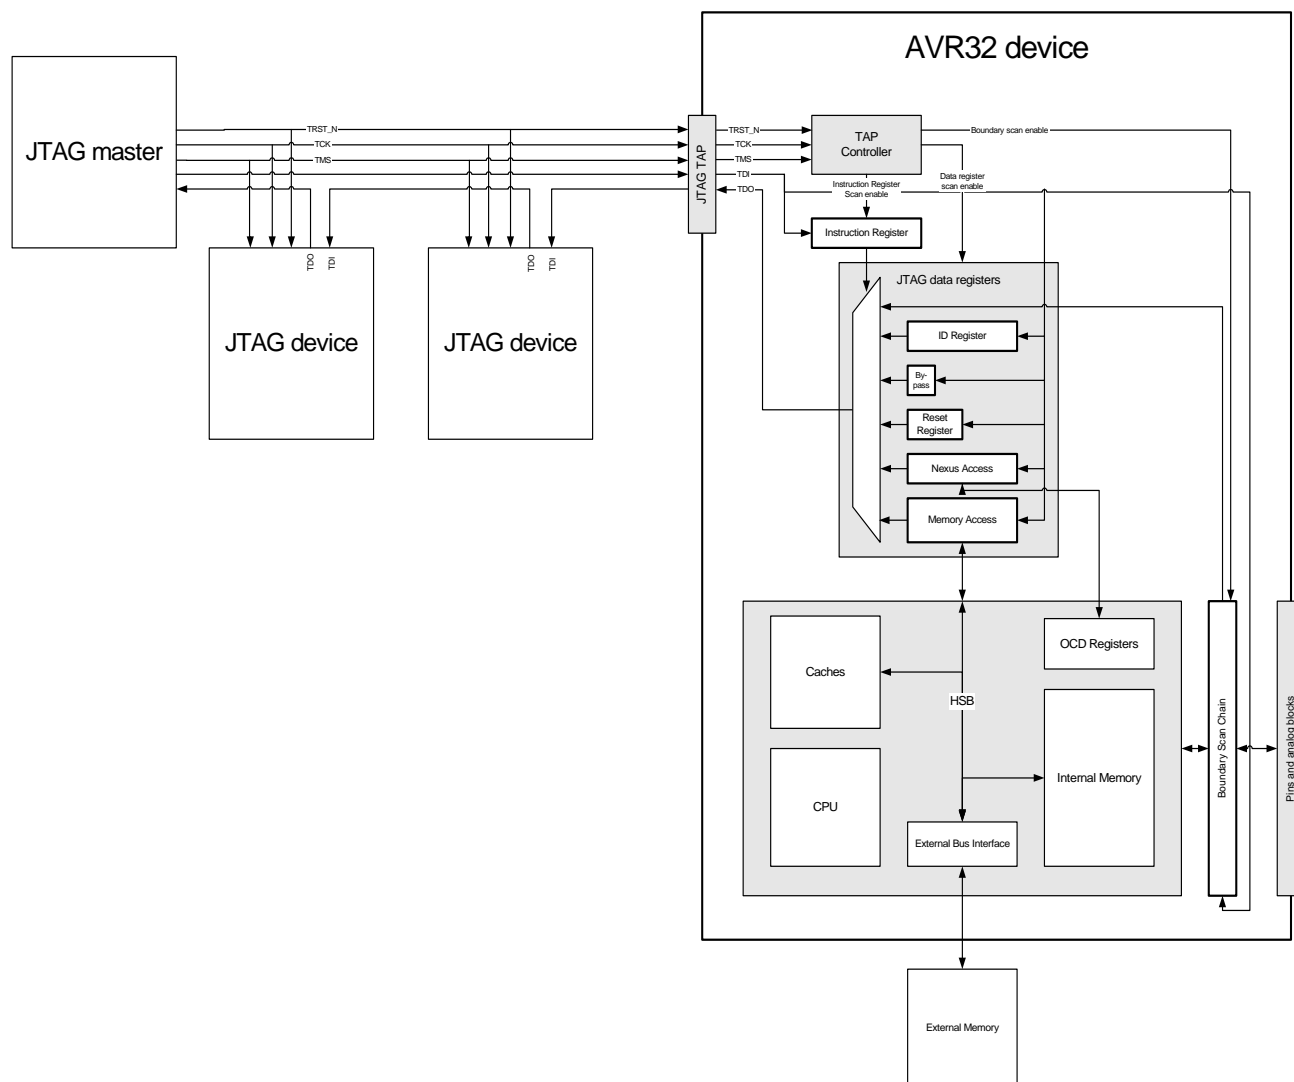 AVR32 device
JTAG master
TRST_N
TCK
TMS
JTAG TAP
TRST_N
TCK
TMS
TDI
TDO
TAP
Controller
Boundary scan enable
Instruction Register
Scan enable
Data register
scan enable
Instruction Register
TDO
TDI
JTAG device
TDO
TDI
JTAG device
JTAG data registers
ID Register
By-
pass
Reset
Register
Nexus Access
Memory Access
Caches
HSB
OCD Registers
CPU
Internal Memory
External Bus Interface
Boundary Scan Chain
Pins and analog blocks
External Memory